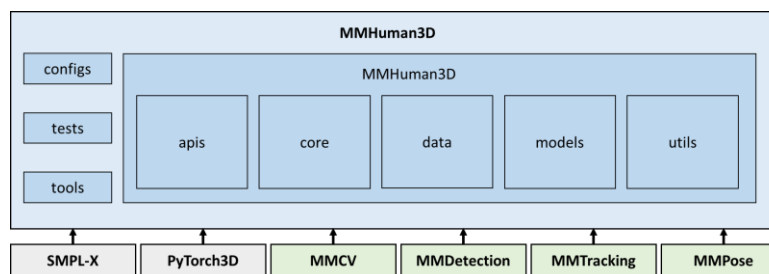 MMHuman3D
configs
tests
tools
MMHuman3D
apis
core
data
models
utils
SMPL-X
PyTorch3D
MMCV
MMDetection
MMTracking
MMPose